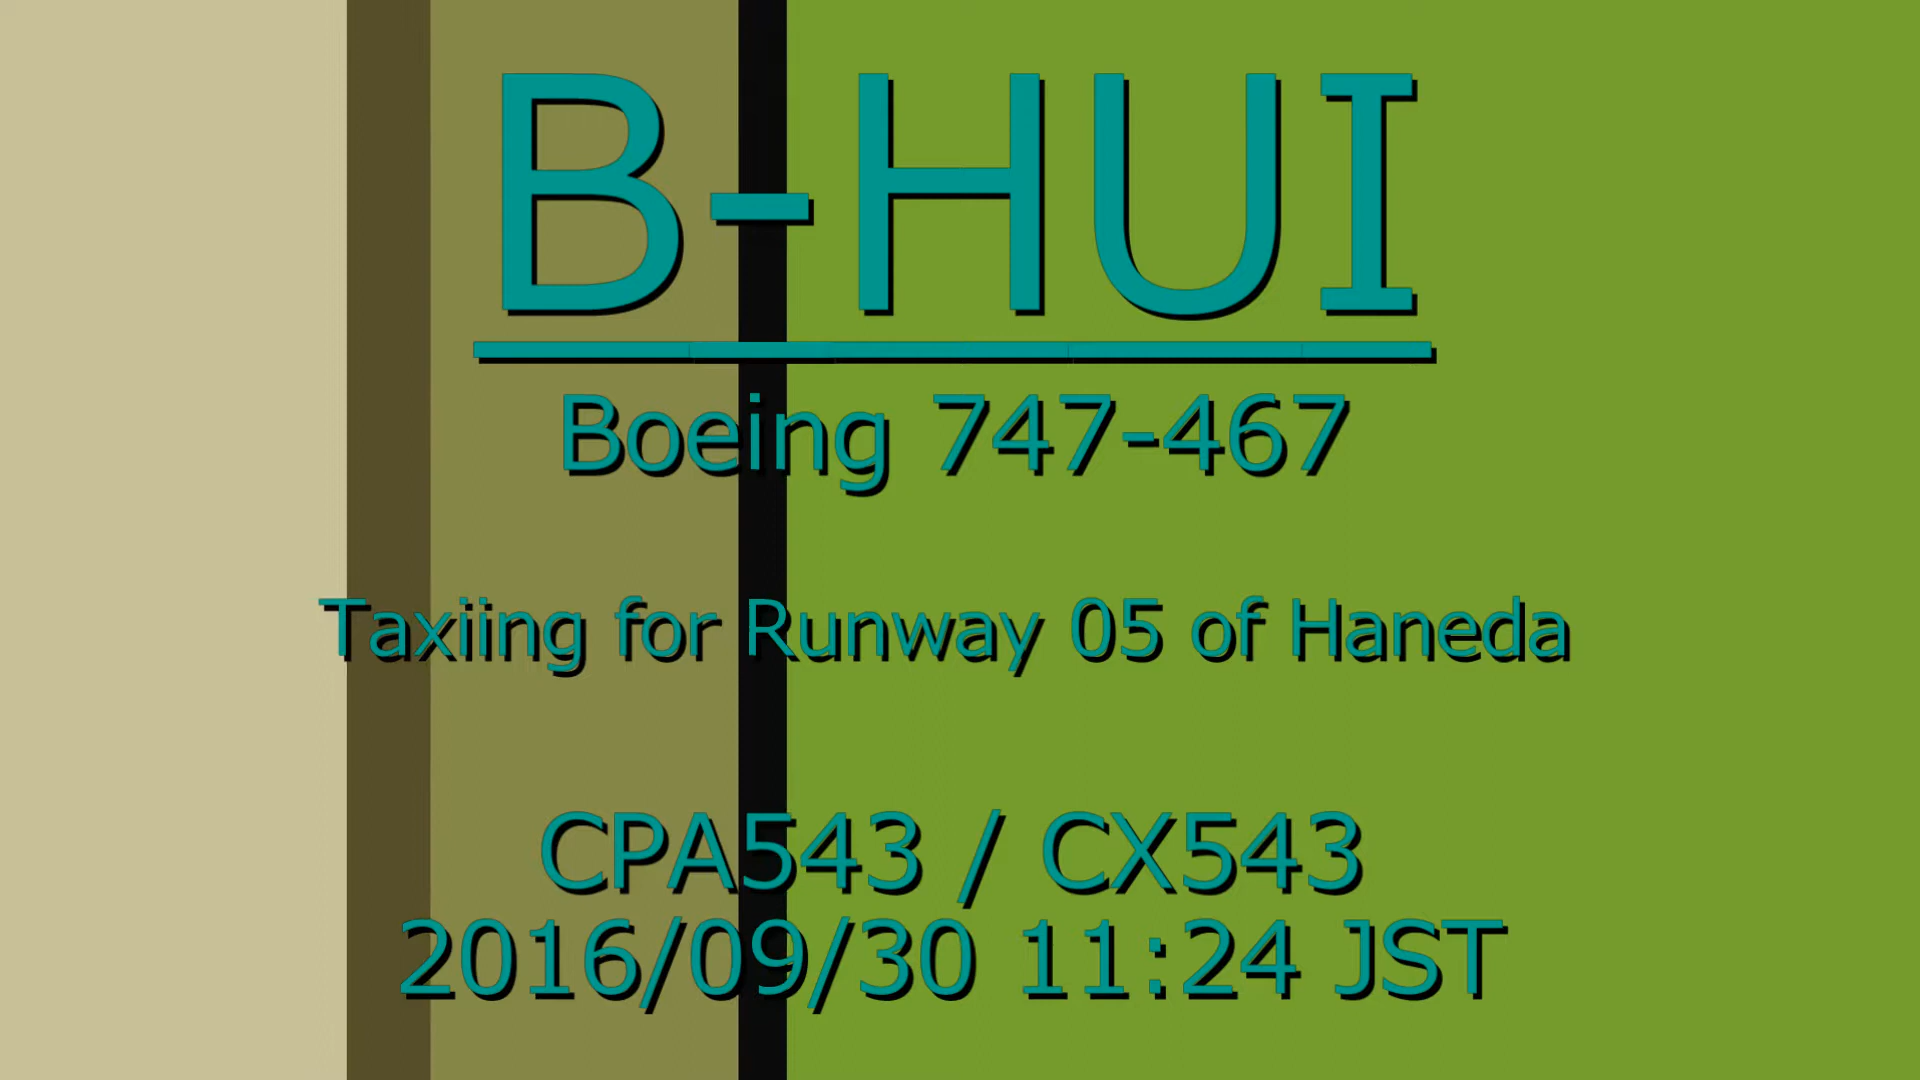 B-HUI
Boeing 747-467
Taxiing for Runway 05 of Haneda
CPA543 / CX543
2016/09/30 11:24 JST